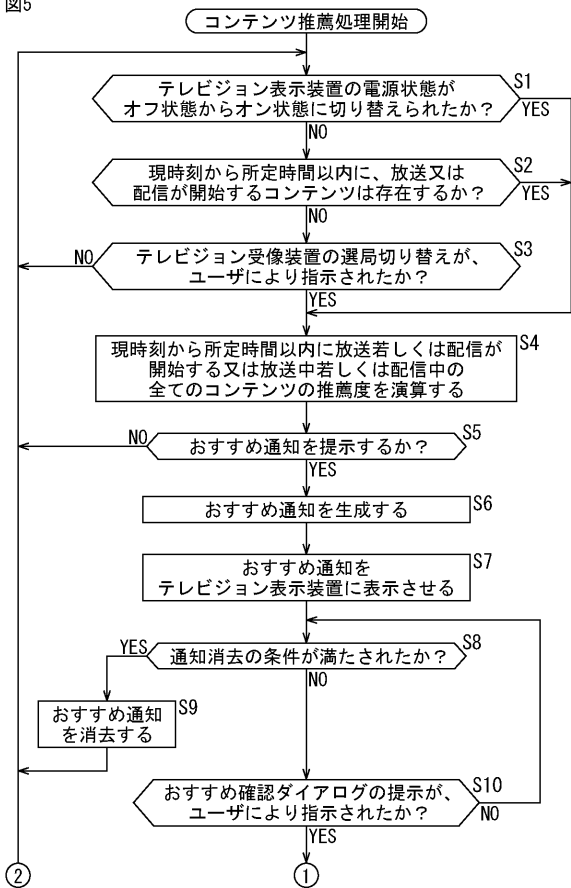 図5
コンテンツ推薦処理開始
テレビジョン表示装置の電源状態が
オフ状態からオン状態に切り替えられたか？
S1
YES
NO
現時刻から所定時間以内に、放送又は
配信が開始するコンテンツは存在するか？
S2
YES
NO
テレビジョン受像装置の選局切り替えが、
ユーザにより指示されたか？
S3
NO
YES
現時刻から所定時間以内に放送若しくは配信が
開始する又は放送中若しくは配信中の
全てのコンテンツの推薦度を演算する
S4
おすすめ通知を提示するか？
S5
NO
YES
おすすめ通知を生成する
S6
おすすめ通知を
テレビジョン表示装置に表示させる
S7
通知消去の条件が満たされたか？
S8
YES
NO
おすすめ通知
を消去する
S9
おすすめ確認ダイアログの提示が、
ユーザにより指示されたか？
S10
NO
YES
2
1